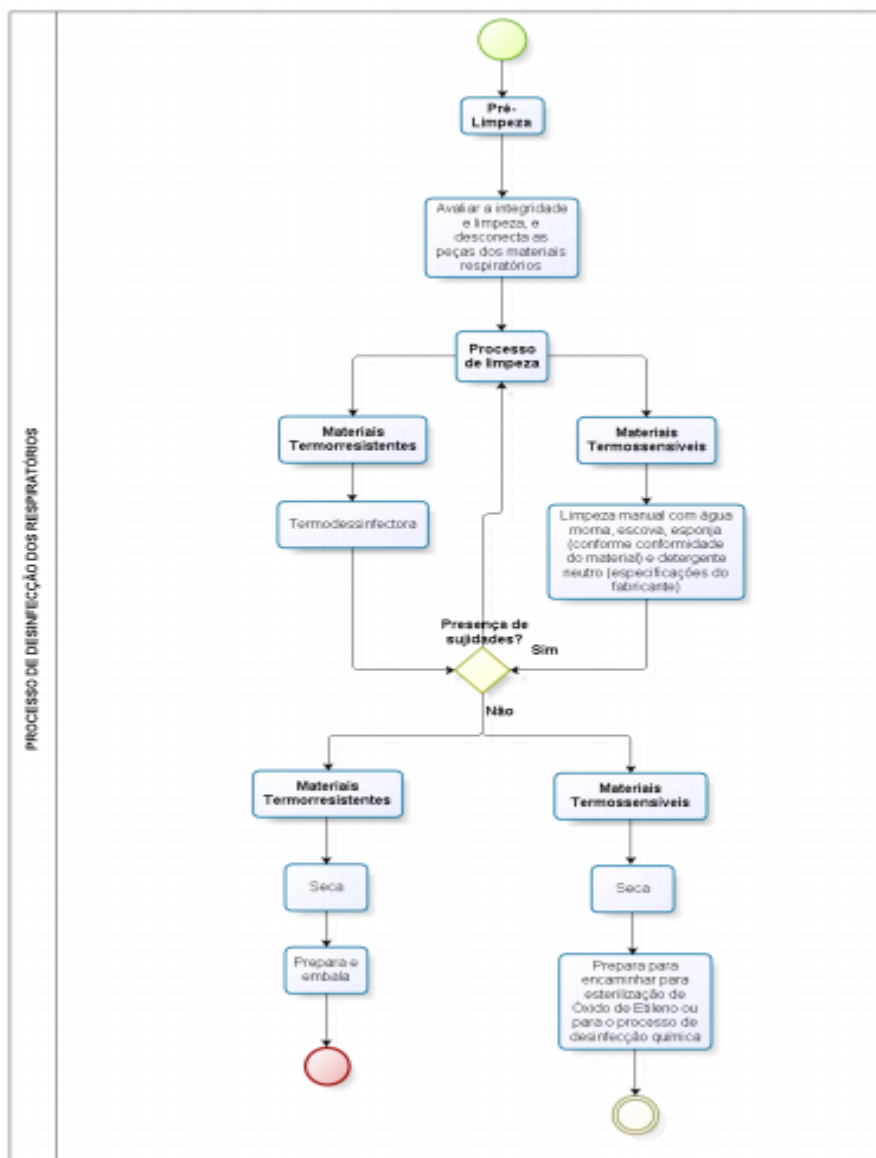 PROCESSO DE DESINFECÇÃO DOS RESPIRATÓRIOS
Pré-
Limpeza
Avaliar a integridade
e limpeza, e
desconecta as
peças dos materiais
respiratórios
Processo
de limpeza
Materiais
Termorresistentes
Materiais
Termossensíveis
Termodessinfectora
Limpeza manual com água
morna, escova, esponja
(conforme conformidade
do material) e detergente
neutro (especificações do
fabricante)
Presença de
sujidades?
Sim
Não
Materiais
Termorresistentes
Materiais
Termossensíveis
Seca
Seca
Prepara e
embala
Prepara para
encaminhar para
esterilização de
Óxido de Etileno ou
para o processo de
desinfecção química